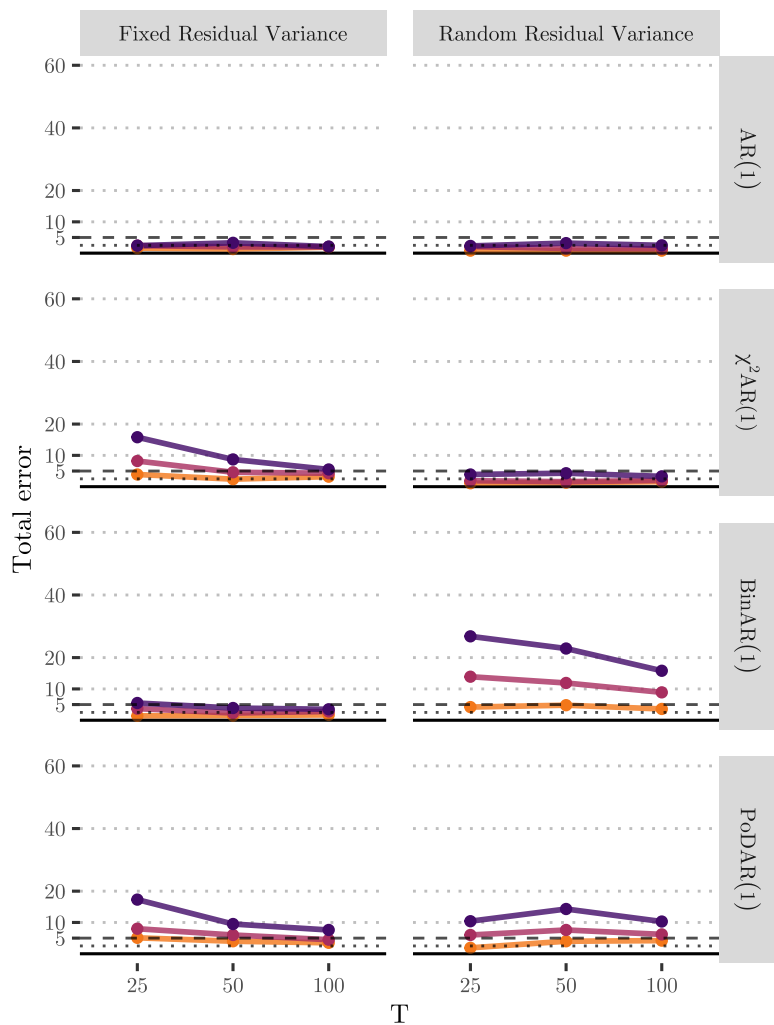 Fixed Residual Variance
Random Residual Variance
60
40
20
10
5
AR(1)
60
40
20
10
5
χ²AR(1)
Total error
60
40
20
10
5
BinAR(1)
60
40
20
10
5
PoDAR(1)
25 50 100
25 50 100
T